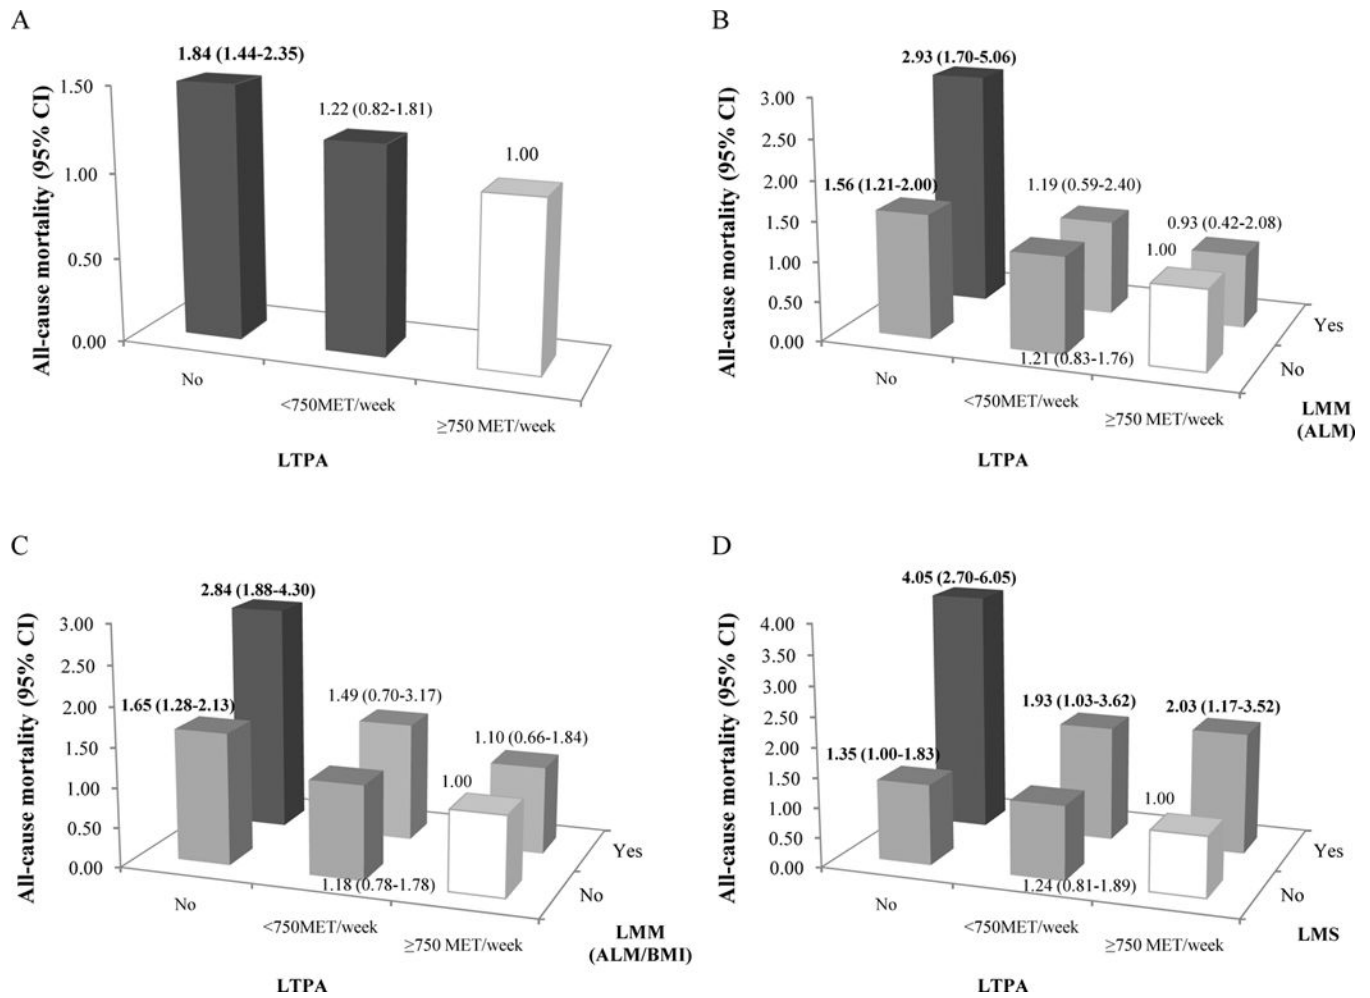 A
All-cause mortality (95% CI)
1.84 (1.44-2.35)
1.22 (0.82-1.81)
1.00
1.50
1.00
0.50
0.00
No
<750MET/week
≥750 MET/week
LTPA
B
All-cause mortality (95% CI)
2.93 (1.70-5.06)
1.56 (1.21-2.00)
1.19 (0.59-2.40)
0.93 (0.42-2.08)
1.00
1.21 (0.83-1.76)
3.00
2.50
2.00
1.50
1.00
0.50
0.00
Yes
No
No
<750MET/week
≥750 MET/week
LMM
(ALM)
LTPA
C
All-cause mortality (95% CI)
2.84 (1.88-4.30)
1.65 (1.28-2.13)
1.49 (0.70-3.17)
1.10 (0.66-1.84)
1.00
1.18 (0.78-1.78)
3.00
2.50
2.00
1.50
1.00
0.50
0.00
Yes
No
No
<750MET/week
≥750 MET/week
LMM
(ALM/BMI)
LTPA
D
All-cause mortality (95% CI)
4.05 (2.70-6.05)
1.93 (1.03-3.62)
2.03 (1.17-3.52)
1.35 (1.00-1.83)
1.00
1.24 (0.81-1.89)
4.00
3.50
3.00
2.50
2.00
1.50
1.00
0.50
0.00
Yes
No
No
<750MET/week
≥750 MET/week
LMS
LTPA